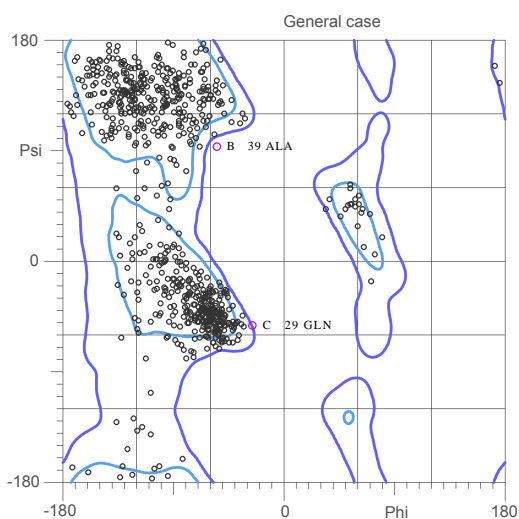 General case
180
Psi
B 39 ALA
0
C 29 GLN
-180
-180 0 Phi 180